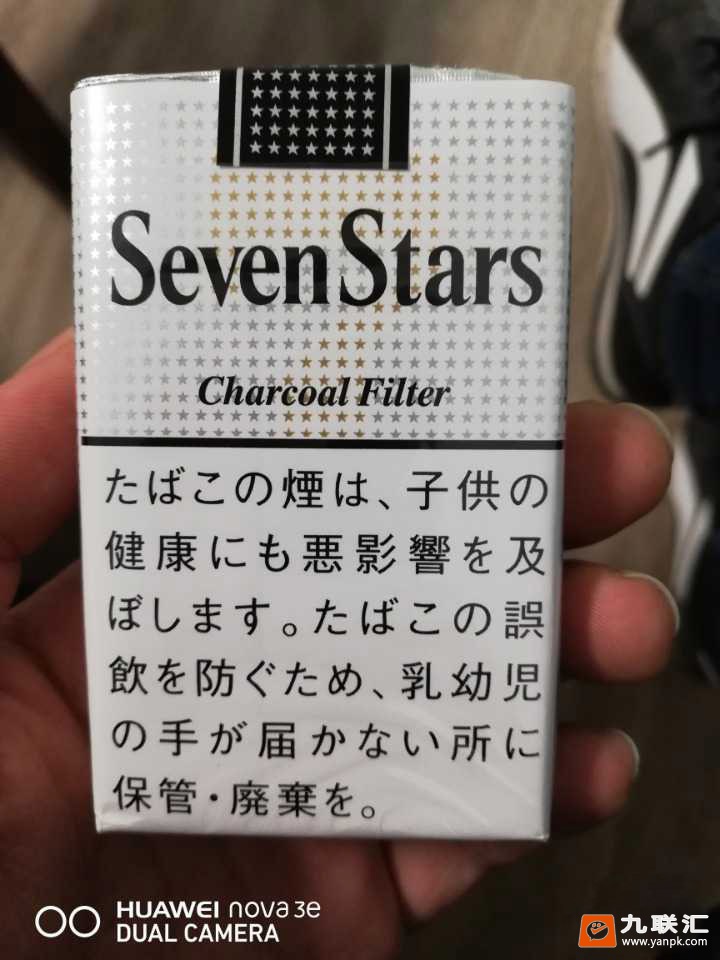 Seven Stars
Charcoal Filter
たばこの煙は、子供の
健康にも悪影響を及
ぼします。たばこの誤
飲を防ぐため、乳幼児
の手が届かない所に
保管・廃棄を。
HUAWEI nova 3e
DUAL CAMERA
九联汇
www.yanpk.com